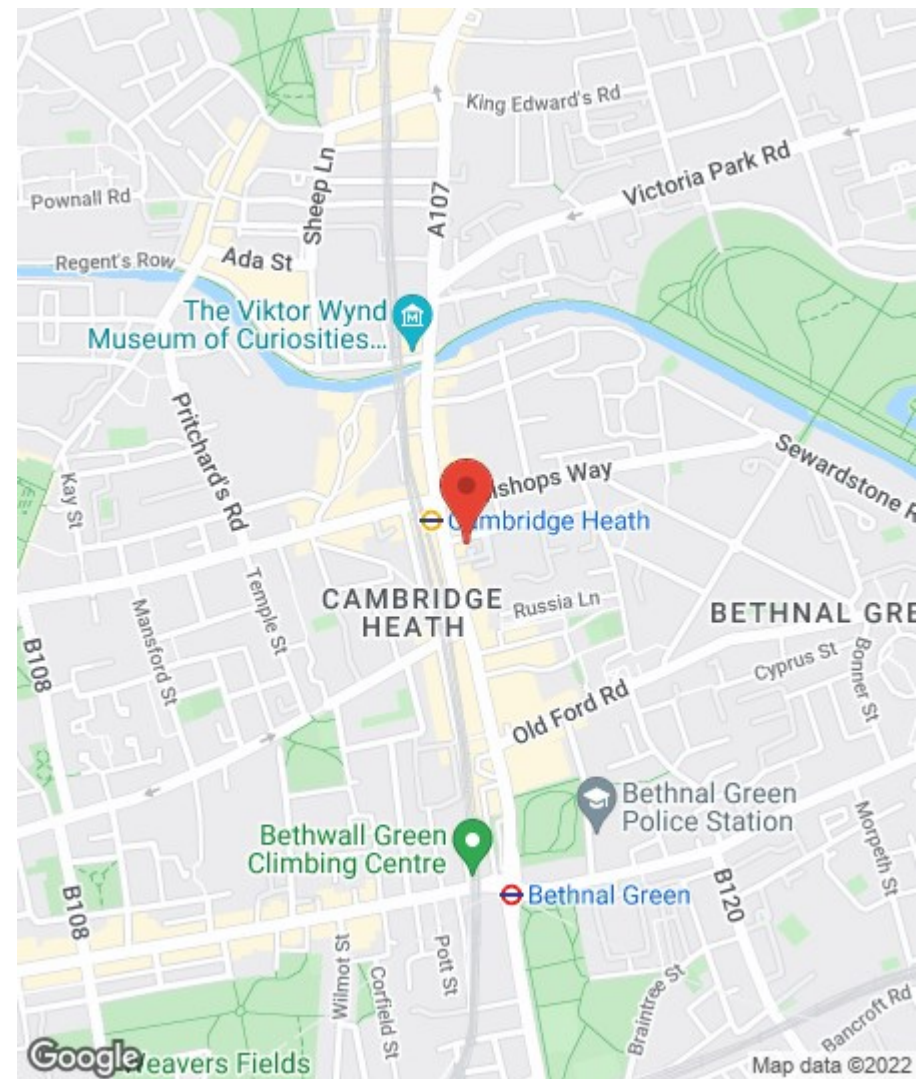 King Edward's Rd
Victoria Park Rd
Pownall Rd
Sheep Ln
A107
Ada St
Regent's Row
The Viktor Wynd
Museum of Curiosities...
Pritchard's Rd
Kay St
ishops Way
Sewardstone R
Cambridge Heath
CAMBRIDGE
HEATH
Russia Ln
BETHNAL GRE
Temple St
Mansford St
B108
Cyprus St
Bonner St
Old Ford Rd
Bethnal Green
Police Station
Bethwall Green
Climbing Centre
Morpeth St
B108
Bethnal Green
B120
Wilmot St
Corfield St
Pott St
Braintree St
Bancroft Rd
Google
Weavers Fields
Map data ©2022